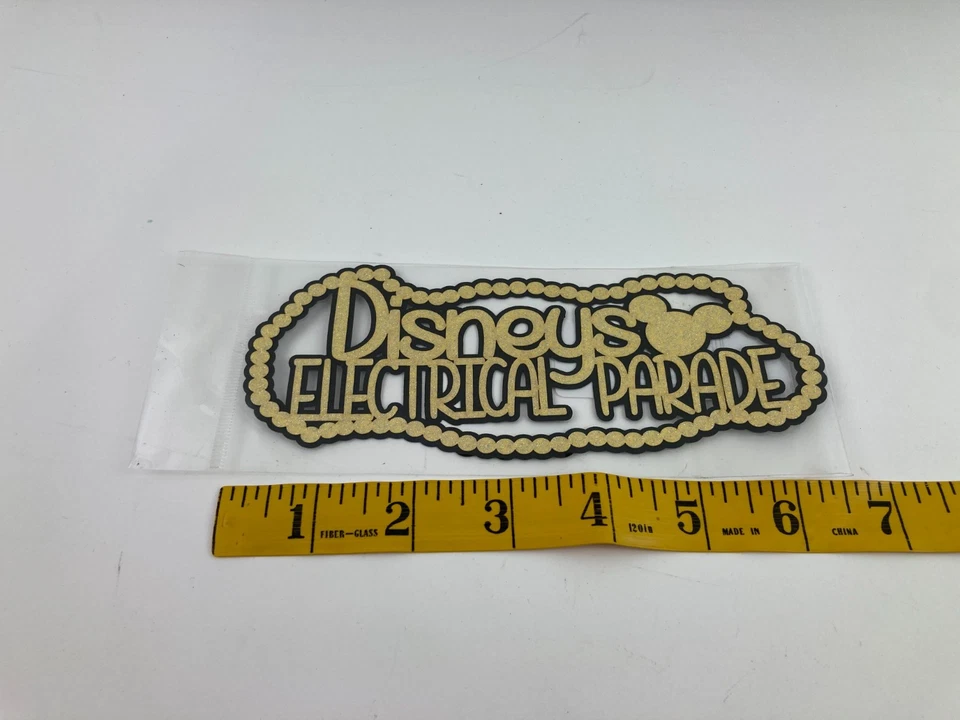 Disneys
ELECTRICAL PARADE
1 FIBER-GLASS 2 3 4 120in 5 MADE IN 6 CHINA 7